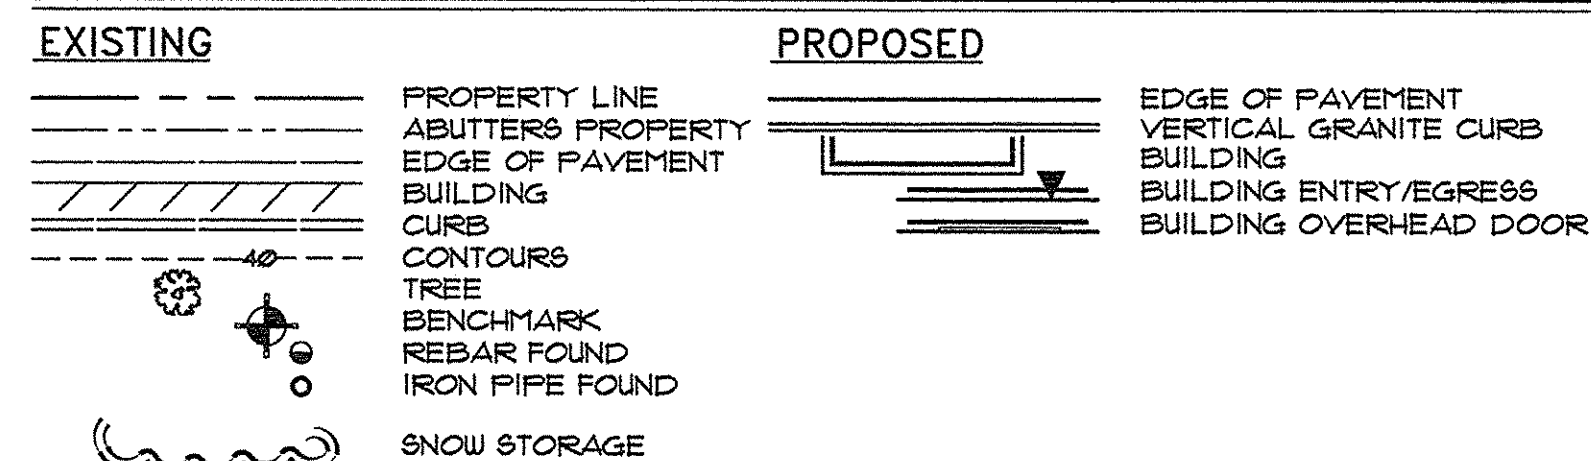 EXISTING
PROPERTY LINE
ABUTTERS PROPERTY
EDGE OF PAVEMENT
BUILDING
CURB
40
CONTOURS
TREE
BENCHMARK
REBAR FOUND
IRON PIPE FOUND
SNOW STORAGE
PROPOSED
EDGE OF PAVEMENT
VERTICAL GRANITE CURB
BUILDING
BUILDING ENTRY/EGRESS
BUILDING OVERHEAD DOOR